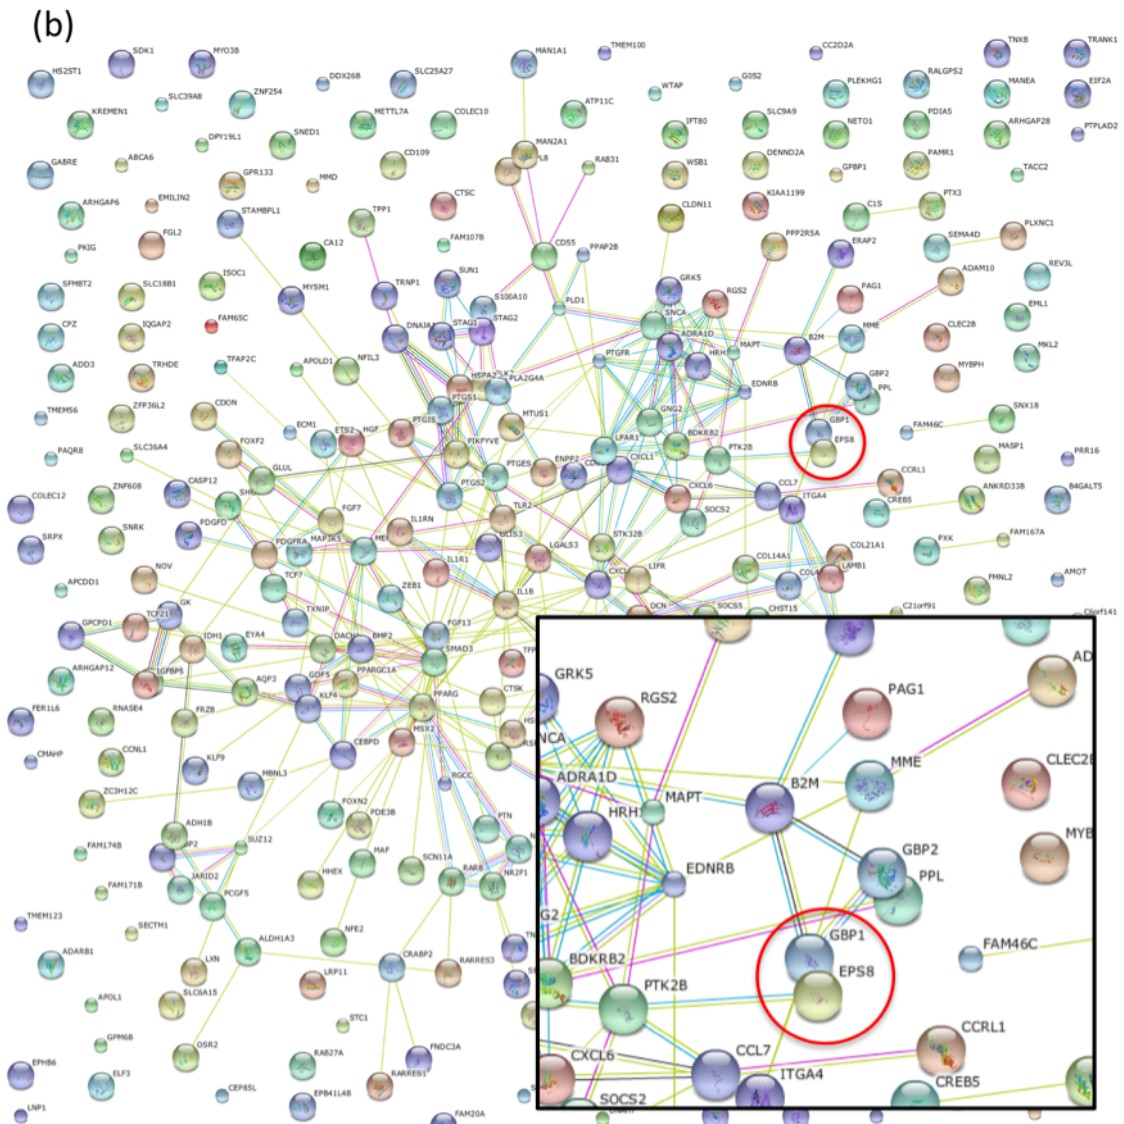 (b)
TNXB
TRANK1
SDK1
MYO3B
MAN1A1
TMEM100
CC2D2A
HS2ST1
DDX26B
SLC25A27
G0S2
RALGPS2
MANEA
EIF2A
SLC39A8
ZNF254
WTAP
PLEKHG1
KREMEN1
METTL7A
COLEC10
ATP11C
IFT80
SLC9A9
NETO1
PDIA5
ARHGAP28
PTPLAD2
DPY19L1
SNED1
MAN2A1
GABRE
ABCA6
CD109
RAB31
WSB1
DENND2A
GPBP1
PAMR1
TACC2
GPR133
MMD
ARHGAP6
EMILIN2
STAMBPL1
TPP1
CTSC
CLDN11
KIAA1199
C1S
PTX3
PKIG
FGL2
CA12
FAM107B
CD55
PPAP2B
PPP2R5A
ERAP2
SEMA4D
PLXNC1
SFMBT2
SLC18B1
ISOC1
MYSM1
TRNP1
SUN1
S100A10
PLD1
GRK5
RGS2
PAG1
ADAM10
REV3L
CPZ
IQGAP2
FAM65C
STAG1
STAG2
SNCA
ADRA1D
B2M
MME
CLEC2B
EML1
ADD3
TRHDE
TFAP2C
APOLD1
NFIL3
PTGFR
MAPT
GBP2
PPL
MYBPH
MKL2
TMEM56
ZFP36L2
CDON
ECM1
ETS2
HGF
PTGIS
PTGS1
PLA2G4A
MTUS1
GNG2
EDNRB
GBP1
EPS8
FAM46C
SNX18
PAQR8
SLC36A4
FOXF2
GLUL
PIKFYVE
PTGES
ENPP2
LPAR1
BDKRB2
PTK2B
MASP1
PRR16
COLEC12
ZNF608
CASP12
PTGS2
CXCL1
CXCL6
CCL7
ITGA4
CCRL1
CREB5
ANKRD33B
B4GALT5
SRPX
SNRK
PDGFD
FGF7
IL1RN
TLR2
SOCS2
STK32B
PXK
FAM167A
APCDD1
NOV
PDGFRA
MAP3K5
IL1R1
LGALS3
LIFR
COL14A1
COL21A1
LAMB1
FMNL2
AMOT
TCF7
TXNIP
ZEB1
IL1B
DCN
SOCS5
CHST15
C21orf91
C6orf141
GPCPD1
TCF21
GK
IDH1
EYA4
BMP2
FGF13
SMAD3
ARHGAP12
IGFBP5
AQP3
GDF5
PPARGC1A
CTSK
FER1L6
RNASE4
FRZB
KLF4
PPARG
CMAHP
CCNL1
KLF9
CEBPD
MSX2
RGCC
ZC3H12C
MBNL3
FOXN2
PDE3B
PTN
FAM174B
ADH1B
SUZ12
MAF
SCN11A
RARB
NR2F1
FAM171B
JARID2
PCGF5
HHEX
TMEM123
SECTM1
NFE2
ADARB1
LXN
ALDH1A3
LRP11
CRABP2
RARRES3
APOL1
SLC6A15
STC1
GPM6B
OSR2
RAB27A
FNDC3A
EPHB6
ELF3
CEP85L
EPB41L4B
RARRES1
LNP1
FAM20A
GRK5
RGS2
PAG1
AD
NCA
ADRA1D
MAPT
B2M
MME
CLEC2
EDNRB
GBP2
PPL
MYB
G2
BDKRB2
GBP1
EPS8
FAM46C
PTK2B
CXCL6
CCL7
ITGA4
CCRL1
CREB5
SOCS2